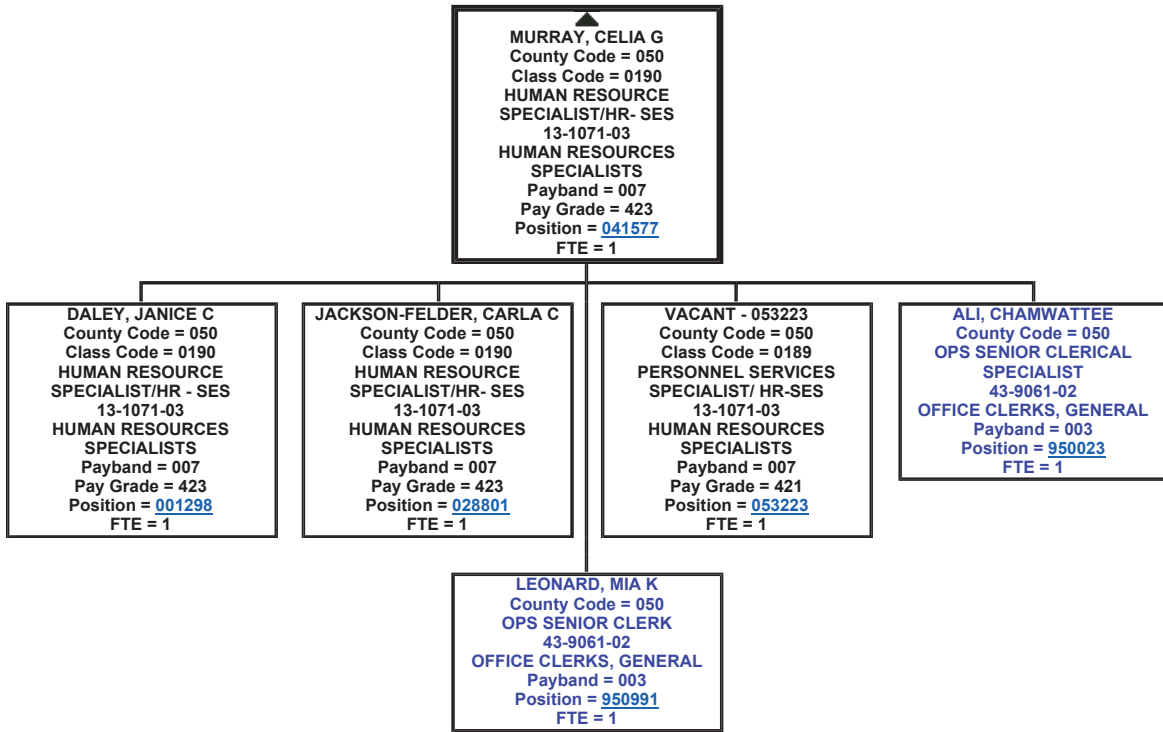 MURRAY, CELIA G
County Code = 050
Class Code = 0190
HUMAN RESOURCE
SPECIALIST/HR- SES
13-1071-03
HUMAN RESOURCES
SPECIALISTS
Payband = 007
Pay Grade = 423
Position = 041577
FTE = 1
DALEY, JANICE C
County Code = 050
Class Code = 0190
HUMAN RESOURCE
SPECIALIST/HR - SES
13-1071-03
HUMAN RESOURCES
SPECIALISTS
Payband = 007
Pay Grade = 423
Position = 001298
FTE = 1
JACKSON-FELDER, CARLA C
County Code = 050
Class Code = 0190
HUMAN RESOURCE
SPECIALIST/HR- SES
13-1071-03
HUMAN RESOURCES
SPECIALISTS
Payband = 007
Pay Grade = 423
Position = 028801
FTE = 1
VACANT - 053223
County Code = 050
Class Code = 0189
PERSONNEL SERVICES
SPECIALIST/ HR-SES
13-1071-03
HUMAN RESOURCES
SPECIALISTS
Payband = 007
Pay Grade = 421
Position = 053223
FTE = 1
ALI, CHAMWATTEE
County Code = 050
OPS SENIOR CLERICAL
SPECIALIST
43-9061-02
OFFICE CLERKS, GENERAL
Payband = 003
Position = 950023
FTE = 1
LEONARD, MIA K
County Code = 050
OPS SENIOR CLERK
43-9061-02
OFFICE CLERKS, GENERAL
Payband = 003
Position = 950991
FTE = 1